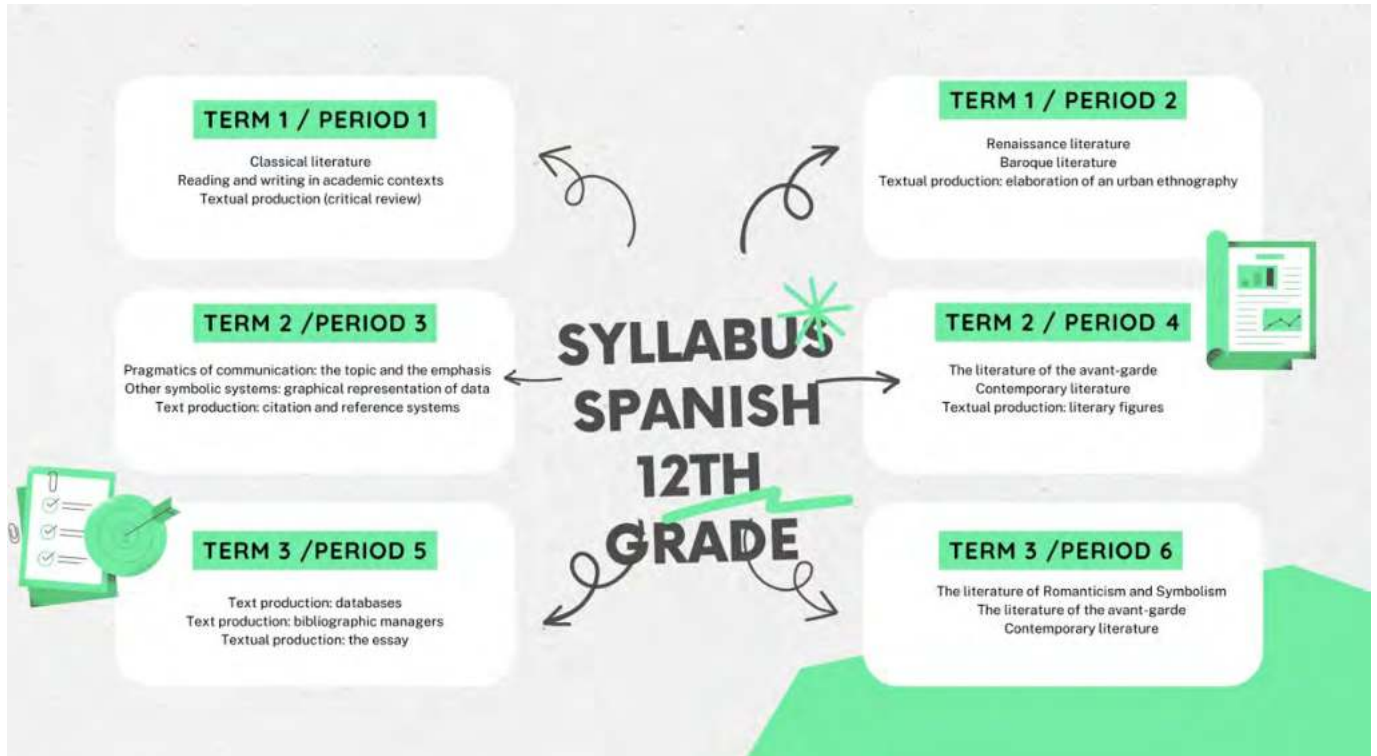 TERM 1 / PERIOD 1
Classical literature
Reading and writing in academic contexts
Textual production (critical review)
TERM 1 / PERIOD 2
Renaissance literature
Baroque literature
Textual production: elaboration of an urban ethnography
TERM 2 /PERIOD 3
Pragmatics of communication: the topic and the emphasis
Other symbolic systems: graphical representation of data
Text production: citation and reference systems
SYLLABUS
SPANISH
12TH
GRADE
TERM 2 / PERIOD 4
The literature of the avant-garde
Contemporary literature
Textual production: literary figures
TERM 3 /PERIOD 5
Text production: databases
Text production: bibliographic managers
Textual production: the essay
TERM 3 /PERIOD 6
The literature of Romanticism and Symbolism
The literature of the avant-garde
Contemporary literature